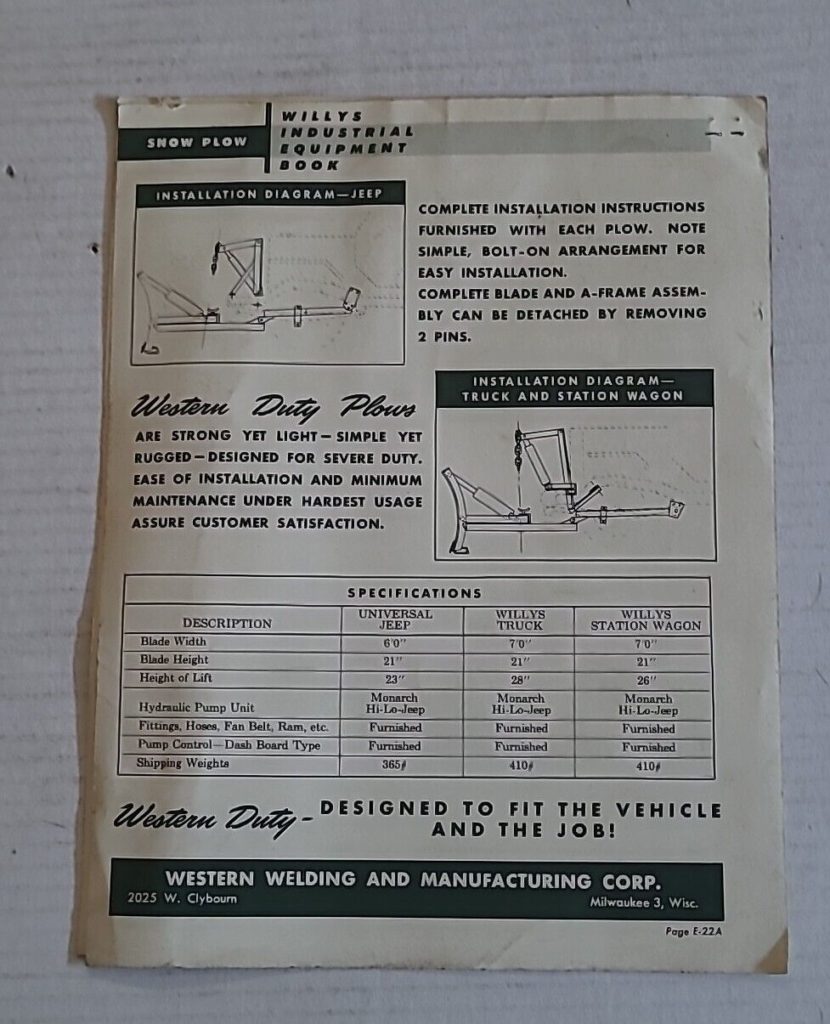 SNOW PLOW
WILLYS
INDUSTRIAL
EQUIPMENT
BOOK
INSTALLATION DIAGRAM—JEEP
COMPLETE INSTALLATION INSTRUCTIONS
FURNISHED WITH EACH PLOW. NOTE
SIMPLE, BOLT-ON ARRANGEMENT FOR
EASY INSTALLATION.
COMPLETE BLADE AND A-FRAME ASSEM-
BLY CAN BE DETACHED BY REMOVING
2 PINS.
Western Duty Plows
ARE STRONG YET LIGHT—SIMPLE YET
RUGGED—DESIGNED FOR SEVERE DUTY.
EASE OF INSTALLATION AND MINIMUM
MAINTENANCE UNDER HARDEST USAGE
ASSURE CUSTOMER SATISFACTION.
INSTALLATION DIAGRAM—
TRUCK AND STATION WAGON
SPECIFICATIONS
DESCRIPTION UNIVERSAL JEEP WILLYS TRUCK WILLYS STATION WAGON
Blade Width 6'0" 7'0" 7'0"
Blade Height 21" 21" 21"
Height of Lift 23" 28" 26"
Hydraulic Pump Unit Monarch Hi-Lo-Jeep Monarch Hi-Lo-Jeep Monarch Hi-Lo-Jeep
Fittings, Hoses, Fan Belt, Ram, etc. Furnished Furnished Furnished
Pump Control—Dash Board Type Furnished Furnished Furnished
Shipping Weights 365# 410# 410#
Western Duty- DESIGNED TO FIT THE VEHICLE
AND THE JOB!
WESTERN WELDING AND MANUFACTURING CORP.
2025 W. Clybourn Milwaukee 3, Wisc.
Page E-22A